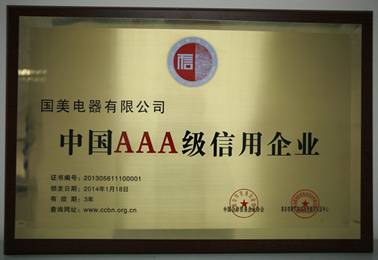 信
国美电器有限公司
中国AAA级信用企业
证书编号：201305611100001
颁发日期：2014年1月18日
有 效 期：3年
查询网址：www.ccbn.org.cn